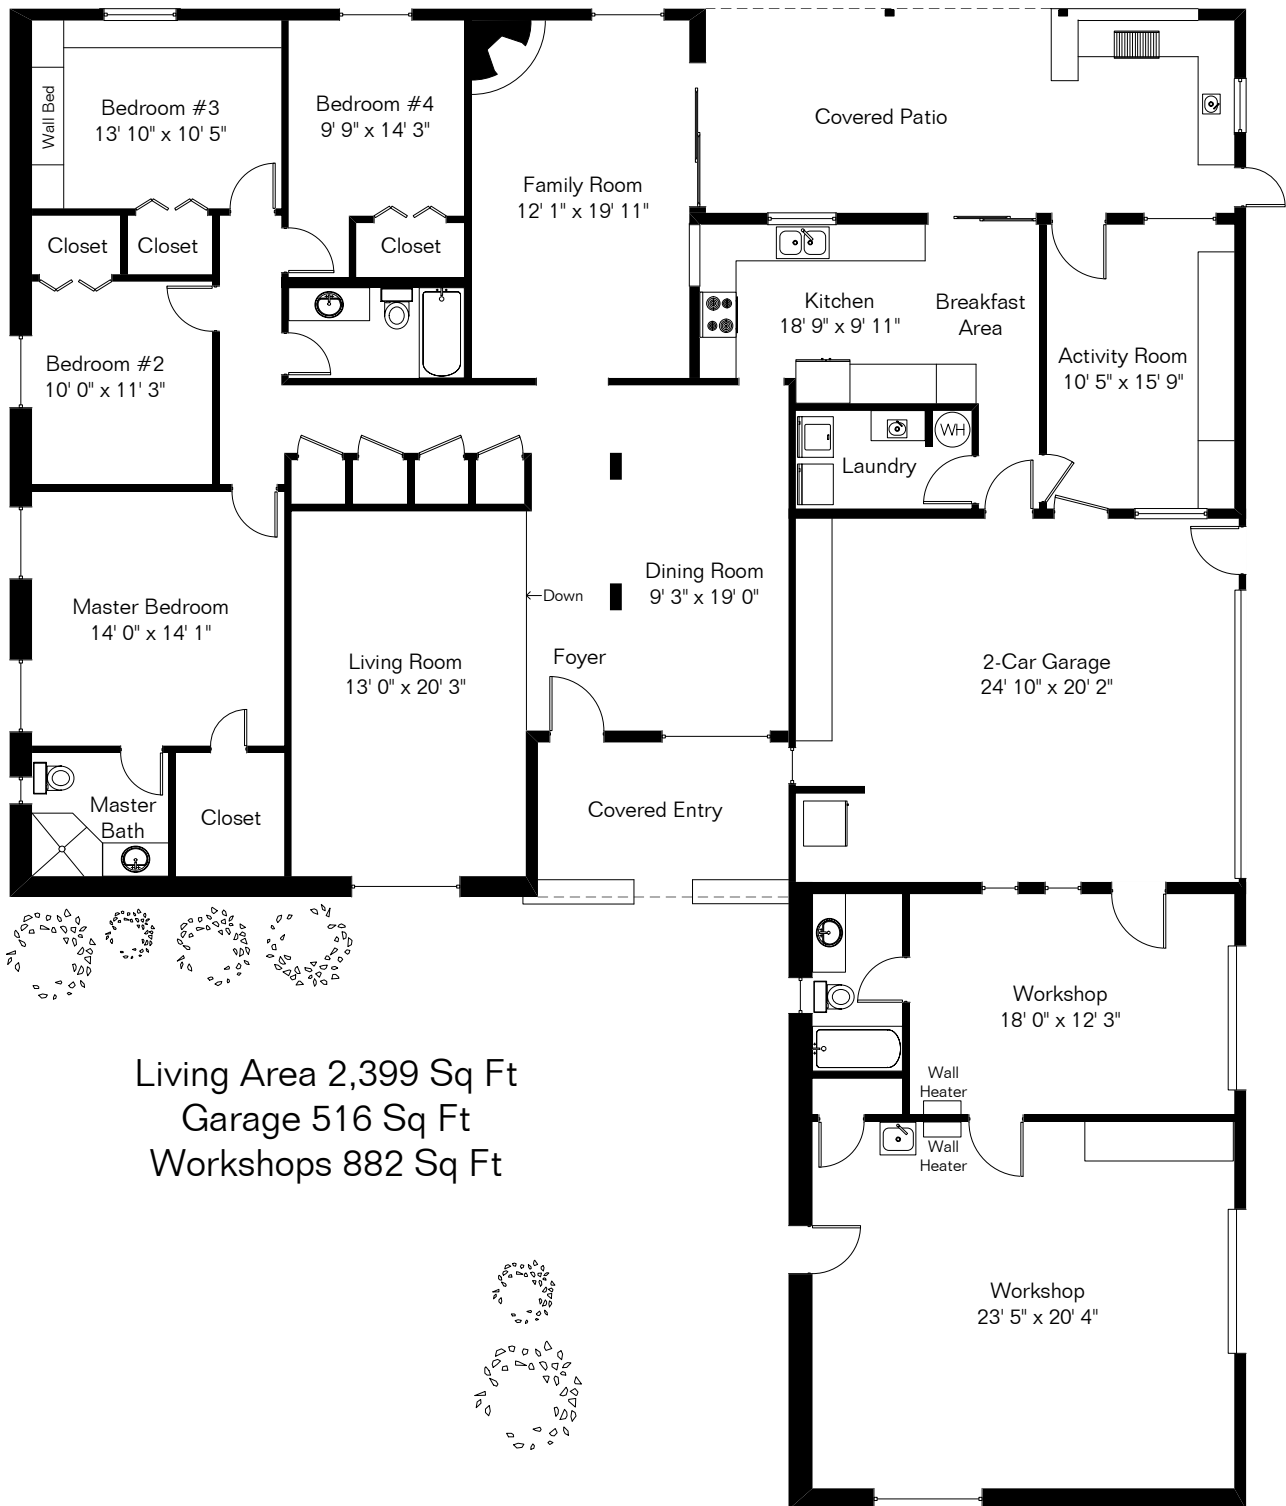 Wall Bed
Bedroom #3
13' 10" x 10' 5"
Bedroom #4
9' 9" x 14' 3"
Covered Patio
Family Room
12' 1" x 19' 11"
Closet
Closet
Closet
Kitchen
18' 9" x 9' 11"
Breakfast
Area
Bedroom #2
10' 0" x 11' 3"
Activity Room
10' 5" x 15' 9"
WH
Laundry
Master Bedroom
14' 0" x 14' 1"
Down
Dining Room
9' 3" x 19' 0"
Living Room
13' 0" x 20' 3"
Foyer
2-Car Garage
24' 10" x 20' 2"
Master
Bath
Closet
Covered Entry
Workshop
18' 0" x 12' 3"
Living Area 2,399 Sq Ft
Garage 516 Sq Ft
Workshops 882 Sq Ft
Wall
Heater
Wall
Heater
Workshop
23' 5" x 20' 4"